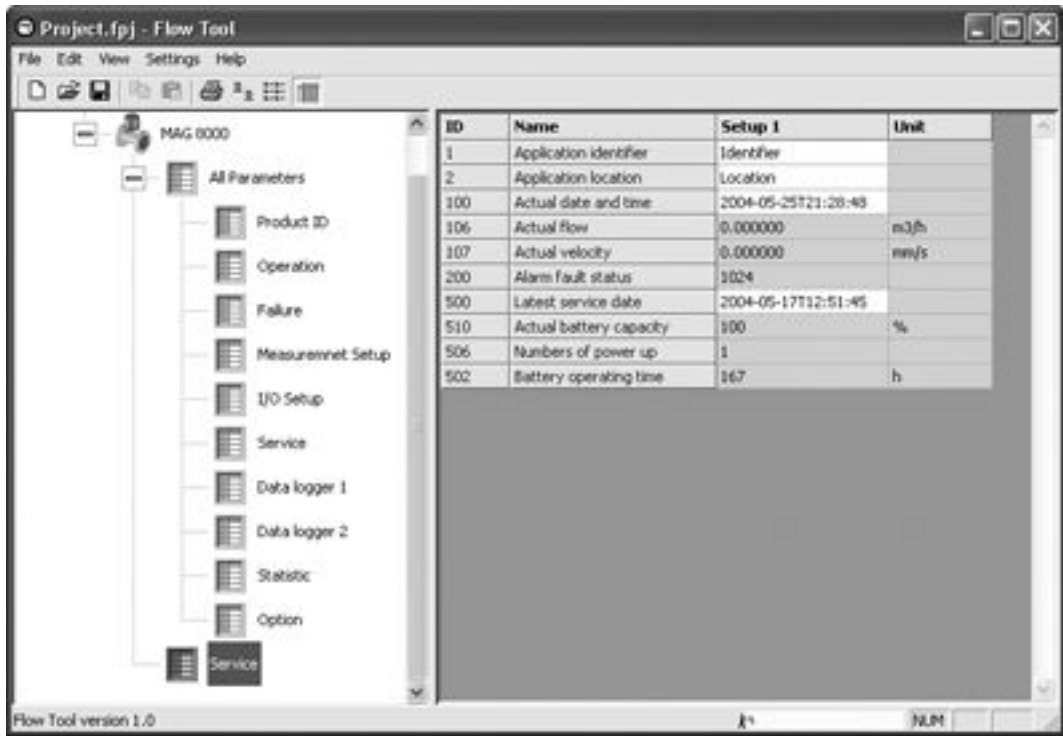 Project.fpj - Flow Tool
File Edit View Settings Help
MAG 8000
All Parameters
Product ID
Operation
Failure
Measuremnet Setup
I/O Setup
Service
Data logger 1
Data logger 2
Statistic
Option
Service
ID Name Setup 1 Unit
1 Application identifier Identifier
2 Application location Location
100 Actual date and time 2004-05-25T21:28:48
106 Actual flow 0.000000 m3/h
107 Actual velocity 0.000000 mm/s
200 Alarm fault status 1024
500 Latest service date 2004-05-17T12:51:45
510 Actual battery capacity 100 %
506 Numbers of power up 1
502 Battery operating time 167 h
Flow Tool version 1.0 NUM